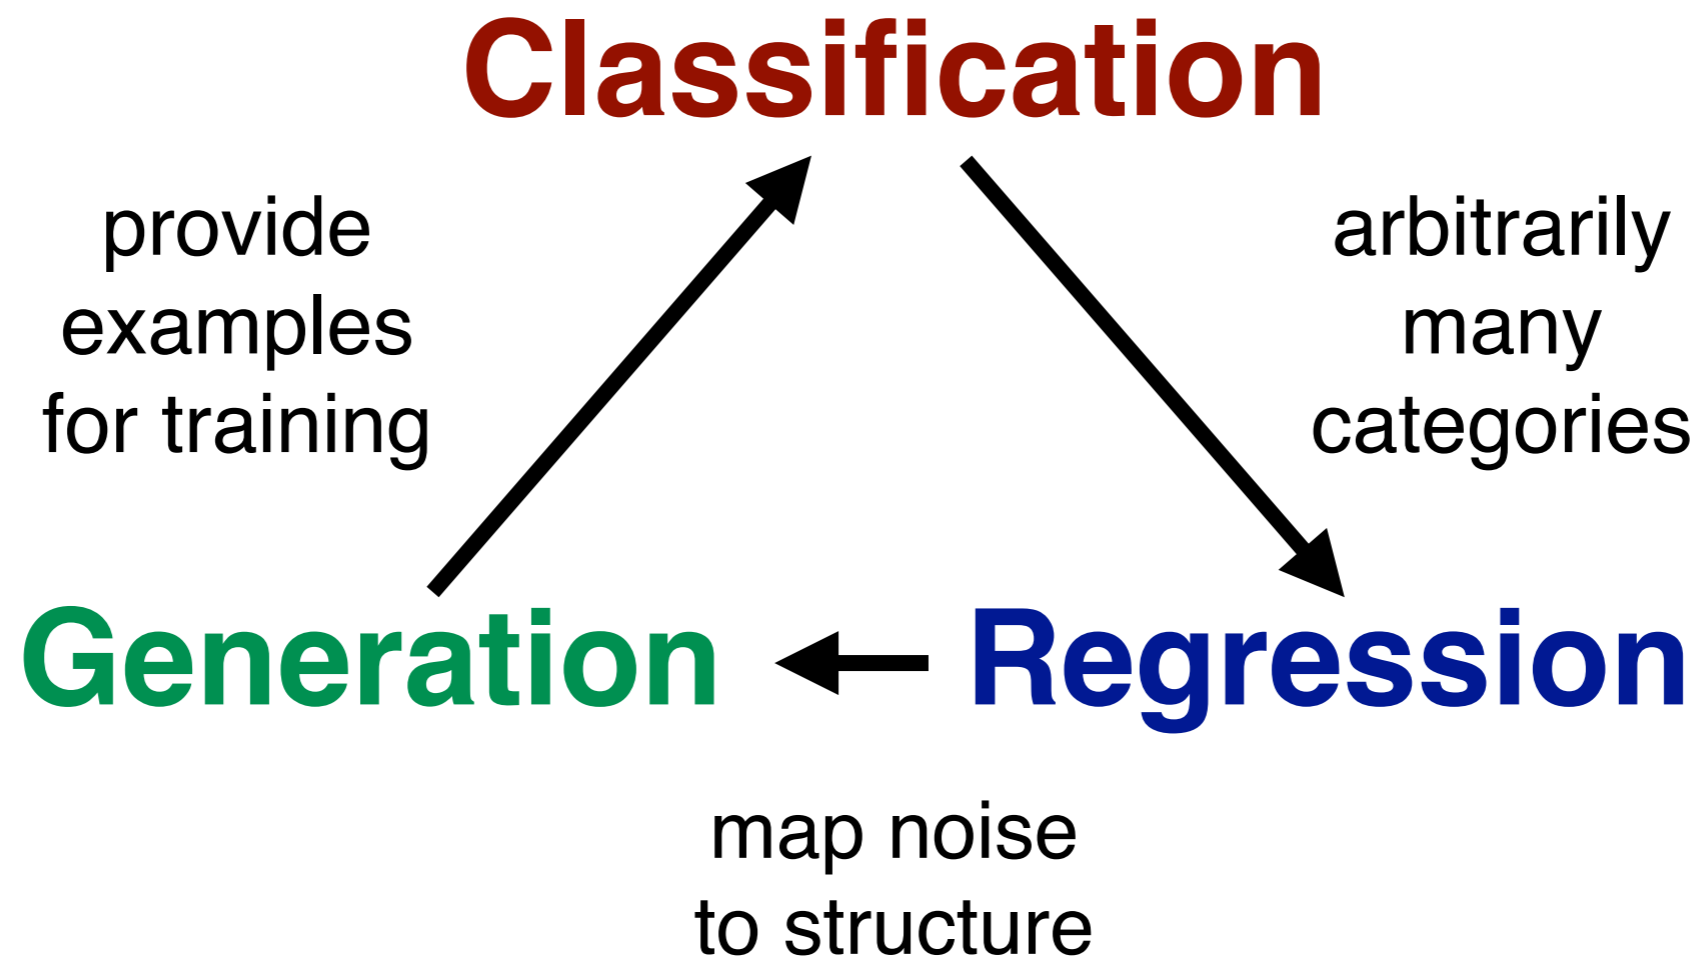 Classification
provide
examples
for training
arbitrarily
many
categories
Generation
Regression
map noise
to structure